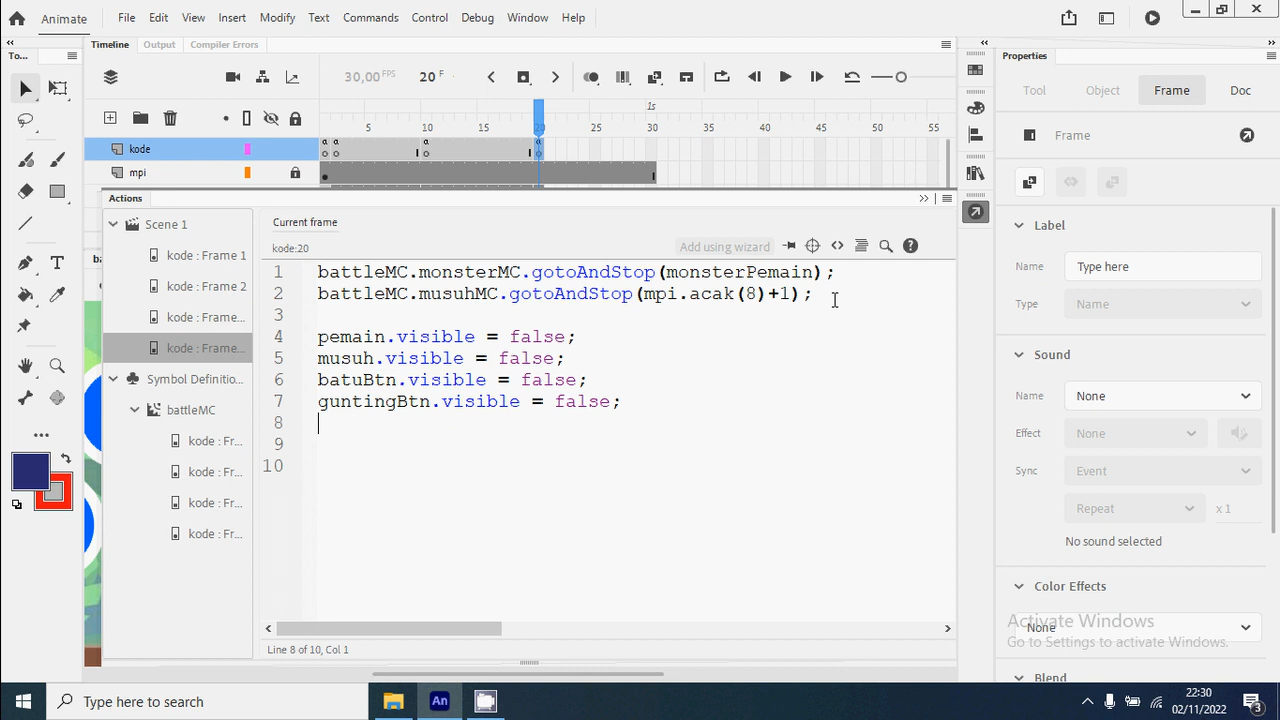 Animate
File Edit View Insert Modify Text Commands Control Debug Window Help
To...
Timeline Output Compiler Errors
30,00 FPS 20 F
1s
5 10 15 20 25 30 35 40 45 50 55
kode
mpi
Actions
Scene 1
kode : Frame 1
kode : Frame 2
kode : Frame...
kode : Frame...
Symbol Definitio...
battleMC
kode : Fr...
kode : Fr...
kode : Fr...
kode : Fr...
Current frame
kode:20
Add using wizard
1 battleMC.monsterMC.gotoAndStop(monsterPemain);
2 battleMC.musuhMC.gotoAndStop(mpi.acak(8)+1);
3
4 pemain.visible = false;
5 musuh.visible = false;
6 batuBtn.visible = false;
7 guntingBtn.visible = false;
8
9
10
Line 8 of 10, Col 1
Properties
Tool Object Frame Doc
Frame
Label
Name Type here
Type Name
Sound
Name None
Effect None
Sync Event
Repeat x 1
No sound selected
Color Effects
None
Blend
Activate Windows
Go to Settings to activate Windows.
Type here to search
An
22:30
02/11/2022
3